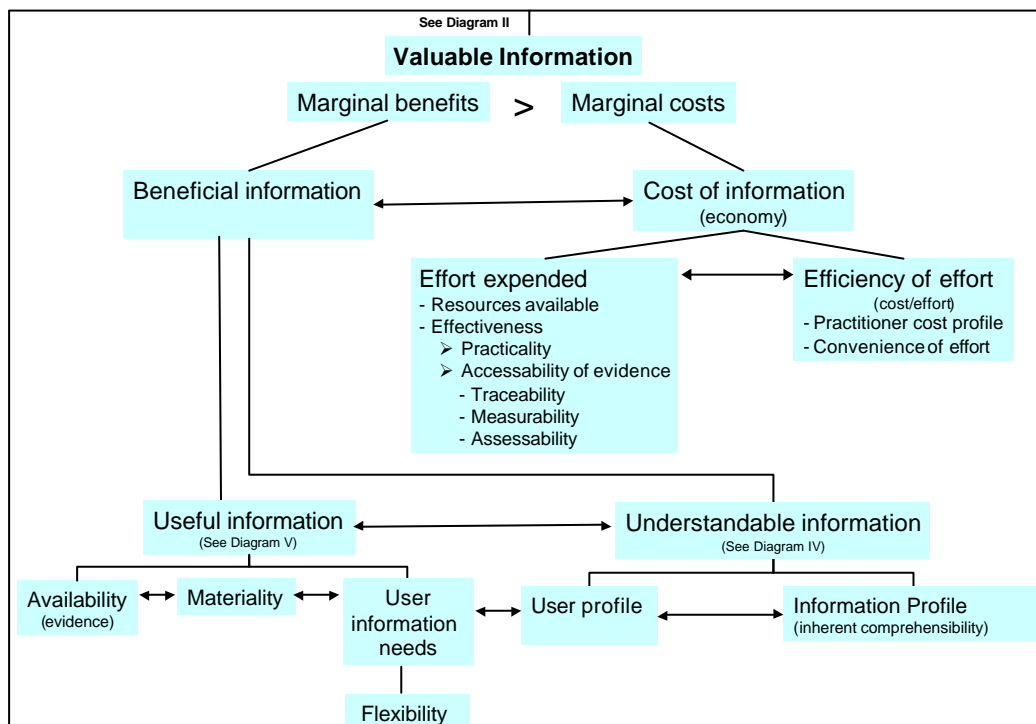 See Diagram II
Valuable Information
Marginal benefits > Marginal costs
Beneficial information
Cost of information
(economy)
Effort expended
- Resources available
- Effectiveness
➢ Practicality
➢ Accessability of evidence
- Traceability
- Measurability
- Assessability
Efficiency of effort
(cost/effort)
- Practitioner cost profile
- Convenience of effort
Useful information
(See Diagram V)
Understandable information
(See Diagram IV)
Availability
(evidence)
Materiality
User
information
needs
User profile
Information Profile
(inherent comprehensibility)
Flexibility